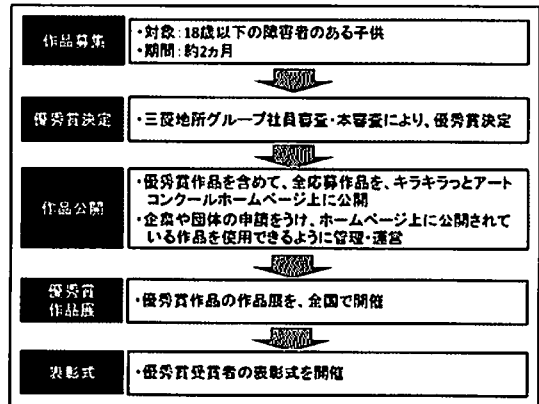 作品募集
・対象：18歳以下の障害者のある子供
・期間：約2ヵ月
優秀賞決定
・三菱地所グループ社員審査・本審査により、優秀賞決定
作品公開
・優秀賞作品を含めて、全応募作品を、キラキラっとアート
コンクールホームページ上に公開
・企業や団体の申請をうけ、ホームページ上に公開されて
いる作品を使用できるように管理・運営
優秀賞
作品展
・優秀賞作品の作品展を、全国で開催
表彰式
・優秀賞受賞者の表彰式を開催